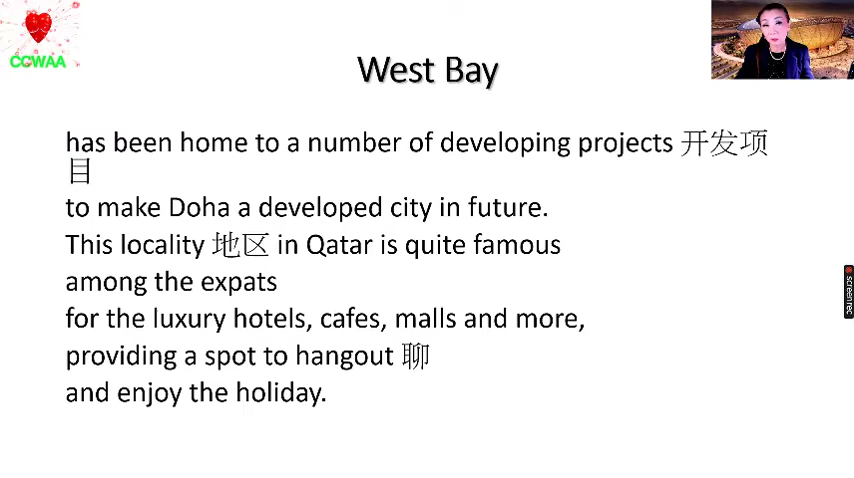 CCWAA
West Bay
has been home to a number of developing projects 开发项
目
to make Doha a developed city in future.
This locality 地区 in Qatar is quite famous
among the expats
for the luxury hotels, cafes, malls and more,
providing a spot to hangout 聊
and enjoy the holiday.
screenrec